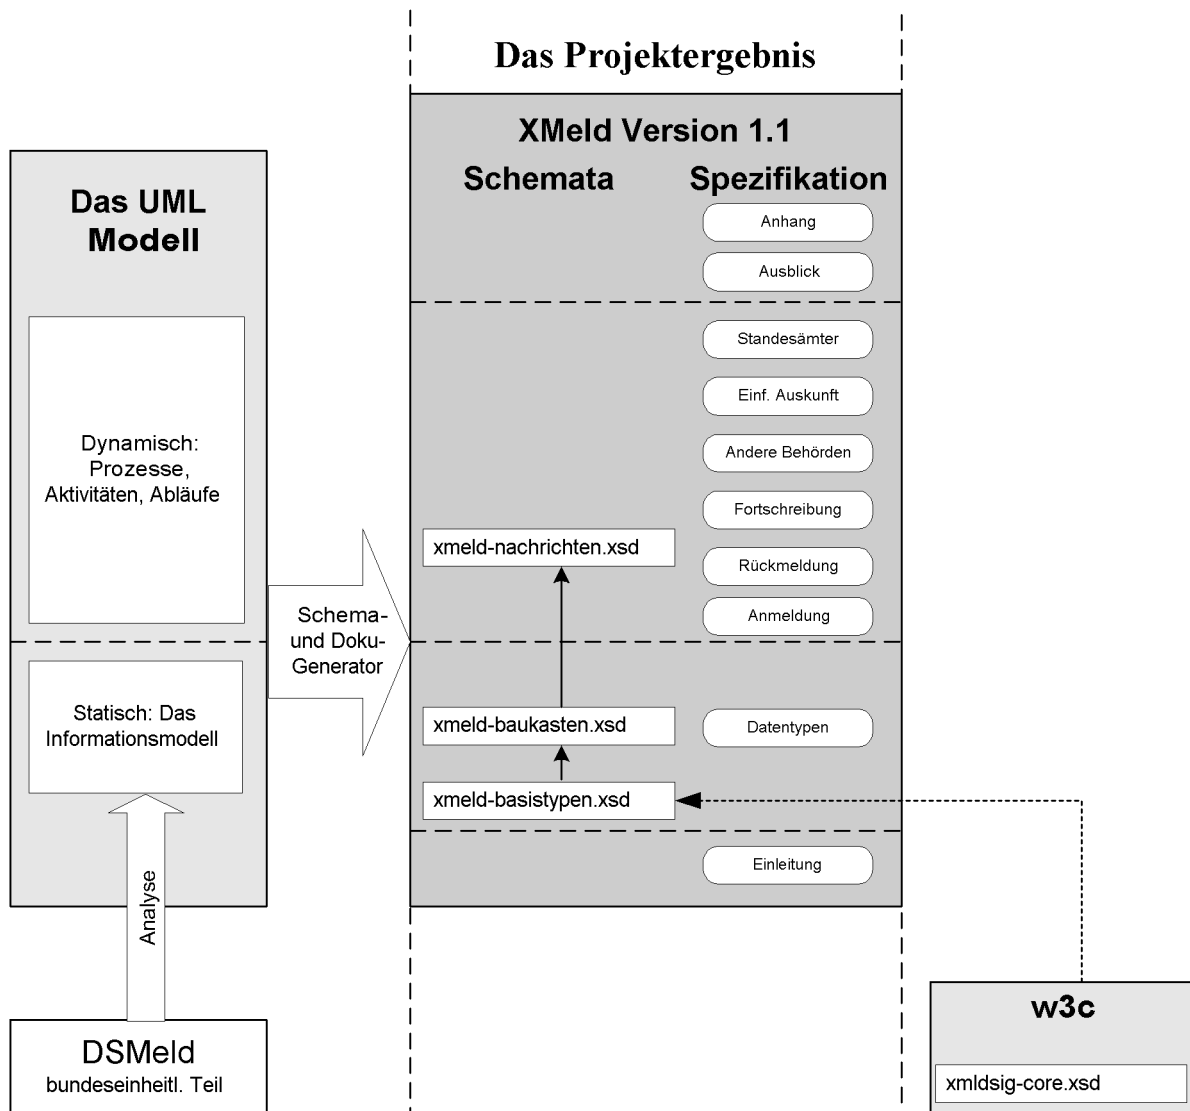 Das Projektergebnis
Das UML
Modell
Dynamisch:
Prozesse,
Aktivitäten, Abläufe
Statisch: Das
Informationsmodell
Analyse
DSMeld
bundeseinheitl. Teil
Schema-
und Doku-
Generator
XMeld Version 1.1
Schemata
Spezifikation
Anhang
Ausblick
Standesämter
Einf. Auskunft
Andere Behörden
Fortschreibung
xmeld-nachrichten.xsd
Rückmeldung
Anmeldung
xmeld-baukasten.xsd
Datentypen
xmeld-basistypen.xsd
Einleitung
w3c
xmldsig-core.xsd